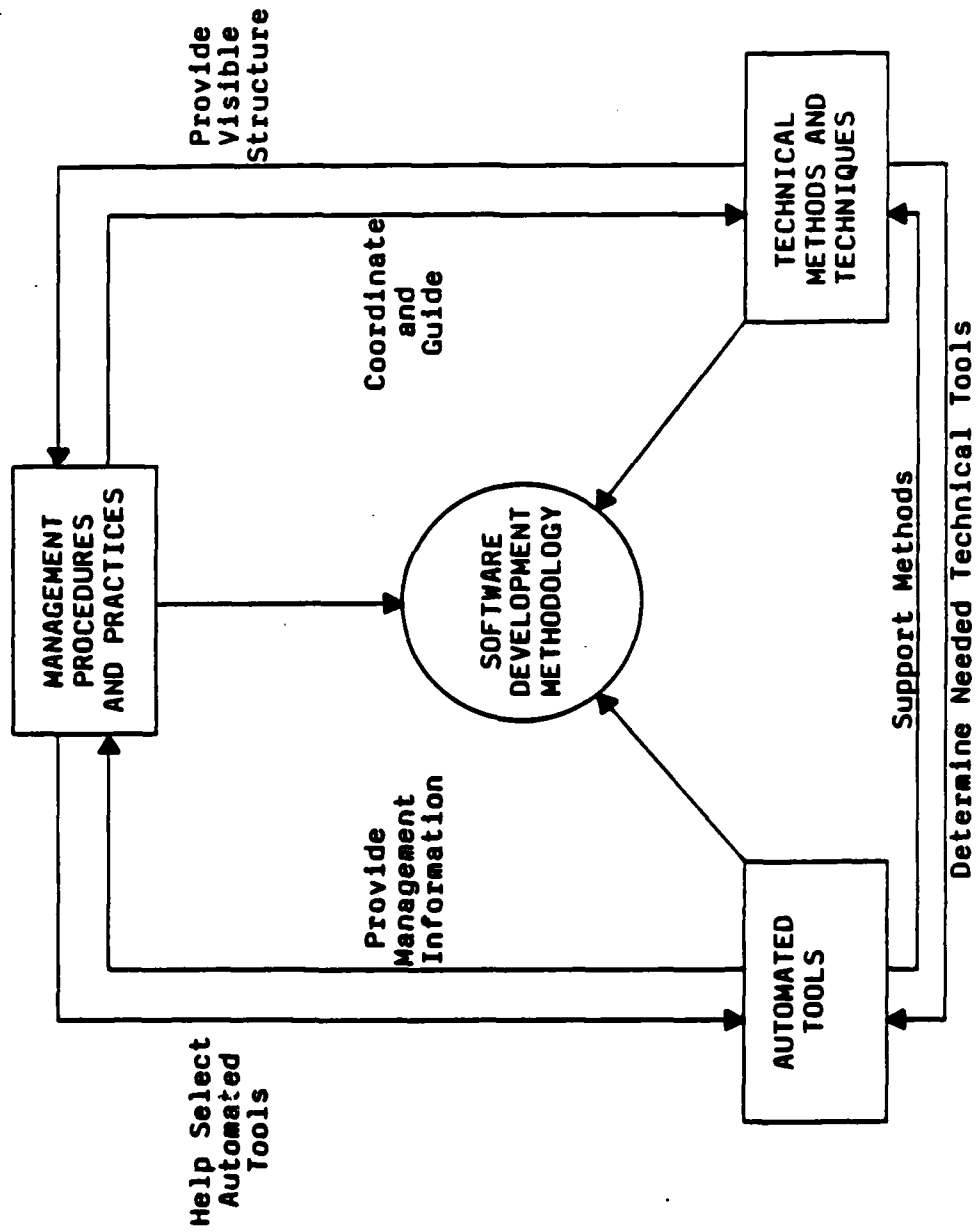 MANAGEMENT
PROCEDURES
AND PRACTICES
Help Select
Automated
Tools
Provide
Management
Information
Coordinate
and
Guide
Provide
Visible
Structure
SOFTWARE
DEVELOPMENT
METHODOLOGY
AUTOMATED
TOOLS
TECHNICAL
METHODS AND
TECHNIQUES
Support Methods
Determine Needed Technical Tools